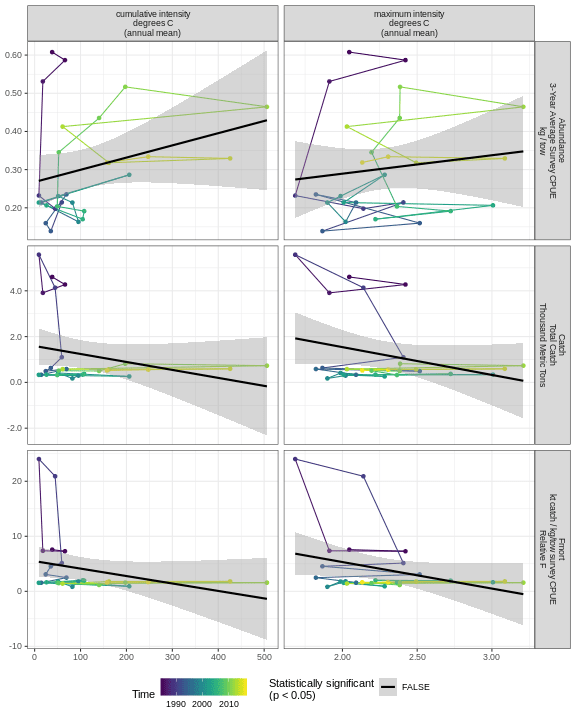 cumulative intensity
degrees C
(annual mean)
maximum intensity
degrees C
(annual mean)
0.60
0.50
0.40
0.30
0.20
Abundance
3-Year Average Survey CPUE
kg / tow
4.0
2.0
0.0
-2.0
Catch
Total Catch
Thousand Metric Tons
20
10
0
-10
Fmort
kt catch / kg/tow survey CPUE
Relative F
0
100
200
300
400
500
2.00
2.50
3.00
Time
1990
2000
2010
Statistically significant
(p < 0.05)
FALSE